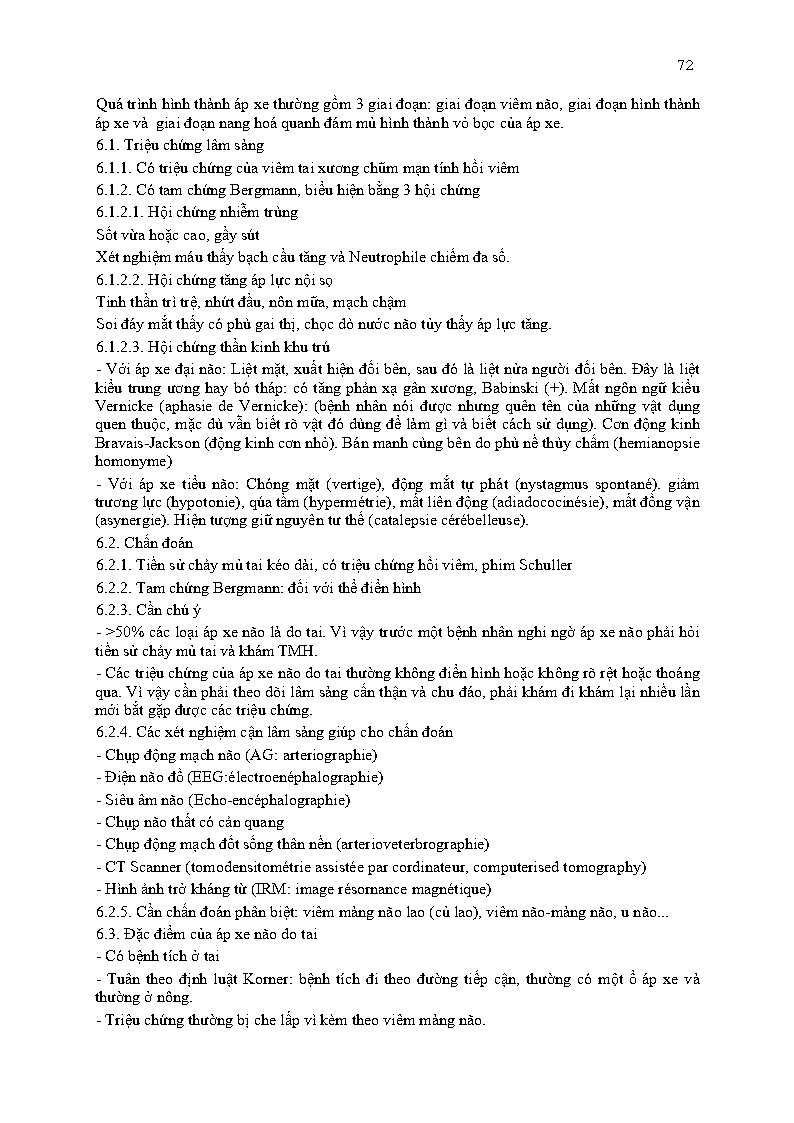 72
Quá trình hình thành áp xe thường gồm 3 giai đoạn: giai đoạn viêm não, giai đoạn hình thành
áp xe và giai đoạn nang hoá quanh đám mủ hình thành vỏ bọc của áp xe.
6.1. Triệu chứng lâm sàng
6.1.1. Có triệu chứng của viêm tai xương chũm mạn tính hồi viêm
6.1.2. Có tam chứng Bergmann, biểu hiện bằng 3 hội chứng
6.1.2.1. Hội chứng nhiễm trùng
Sốt vừa hoặc cao, gầy sút
Xét nghiệm máu thấy bạch cầu tăng và Neutrophile chiếm đa số.
6.1.2.2. Hội chứng tăng áp lực nội sọ
Tinh thần trì trệ, nhứt đầu, nôn mữa, mạch chậm
Soi đáy mắt thấy có phù gai thị, chọc dò nước não tủy thấy áp lực tăng.
6.1.2.3. Hội chứng thần kinh khu trú
- Với áp xe đại não: Liệt mặt, xuất hiện đối bên, sau đó là liệt nửa người đối bên. Đây là liệt
kiểu trung ương hay bó tháp: có tăng phản xạ gân xương, Babinski (+). Mất ngôn ngữ kiểu
Vernicke (aphasie de Vernicke): (bệnh nhân nói được nhưng quên tên của những vật dụng
quen thuộc, mặc dù vẫn biết rõ vật đó dùng để làm gì và biết cách sử dụng). Cơn động kinh
Bravais-Jackson (động kinh cơn nhỏ). Bán manh cùng bên do phù nề thùy chẩm (hemianopsie
homonyme)
- Với áp xe tiểu não: Chóng mặt (vertige), động mắt tự phát (nystagmus spontané). giảm
trương lực (hypotonie), qúa tầm (hypermétrie), mất liên động (adiadococinésie), mất đồng vận
(asynergie). Hiện tượng giữ nguyên tư thế (catalepsie cérébelleuse).
6.2. Chẩn đoán
6.2.1. Tiền sử chảy mủ tai kéo dài, có triệu chứng hồi viêm, phim Schuller
6.2.2. Tam chứng Bergmann: đối với thể điển hình
6.2.3. Cần chú ý
- >50% các loại áp xe não là do tai. Vì vậy trước một bệnh nhân nghi ngờ áp xe não phải hỏi
tiền sử chảy mủ tai và khám TMH.
- Các triệu chứng của áp xe não do tai thường không điển hình hoặc không rõ rệt hoặc thoáng
qua. Vì vậy cần phải theo dõi lâm sàng cẩn thận và chu đáo, phải khám đi khám lại nhiều lần
mới bắt gặp được các triệu chứng.
6.2.4. Các xét nghiệm cận lâm sàng giúp cho chẩn đoán
- Chụp động mạch não (AG: arteriographie)
- Điện não đồ (EEG:électroenéphalographie)
- Siêu âm não (Echo-encéphalographie)
- Chụp não thất có cản quang
- Chụp động mạch đốt sống thân nền (arterioveterbrographie)
- CT Scanner (tomodensitométrie assistée par cordinateur, computerised tomography)
- Hình ảnh trở kháng từ (IRM: image résornance magnétique)
6.2.5. Cần chẩn đoán phân biệt: viêm màng não lao (củ lao), viêm não-màng não, u não...
6.3. Đặc điểm của áp xe não do tai
- Có bệnh tích ở tai
- Tuân theo định luật Korner: bệnh tích đi theo đường tiếp cận, thường có một ổ áp xe và
thường ở nông.
- Triệu chứng thường bị che lấp vì kèm theo viêm màng não.